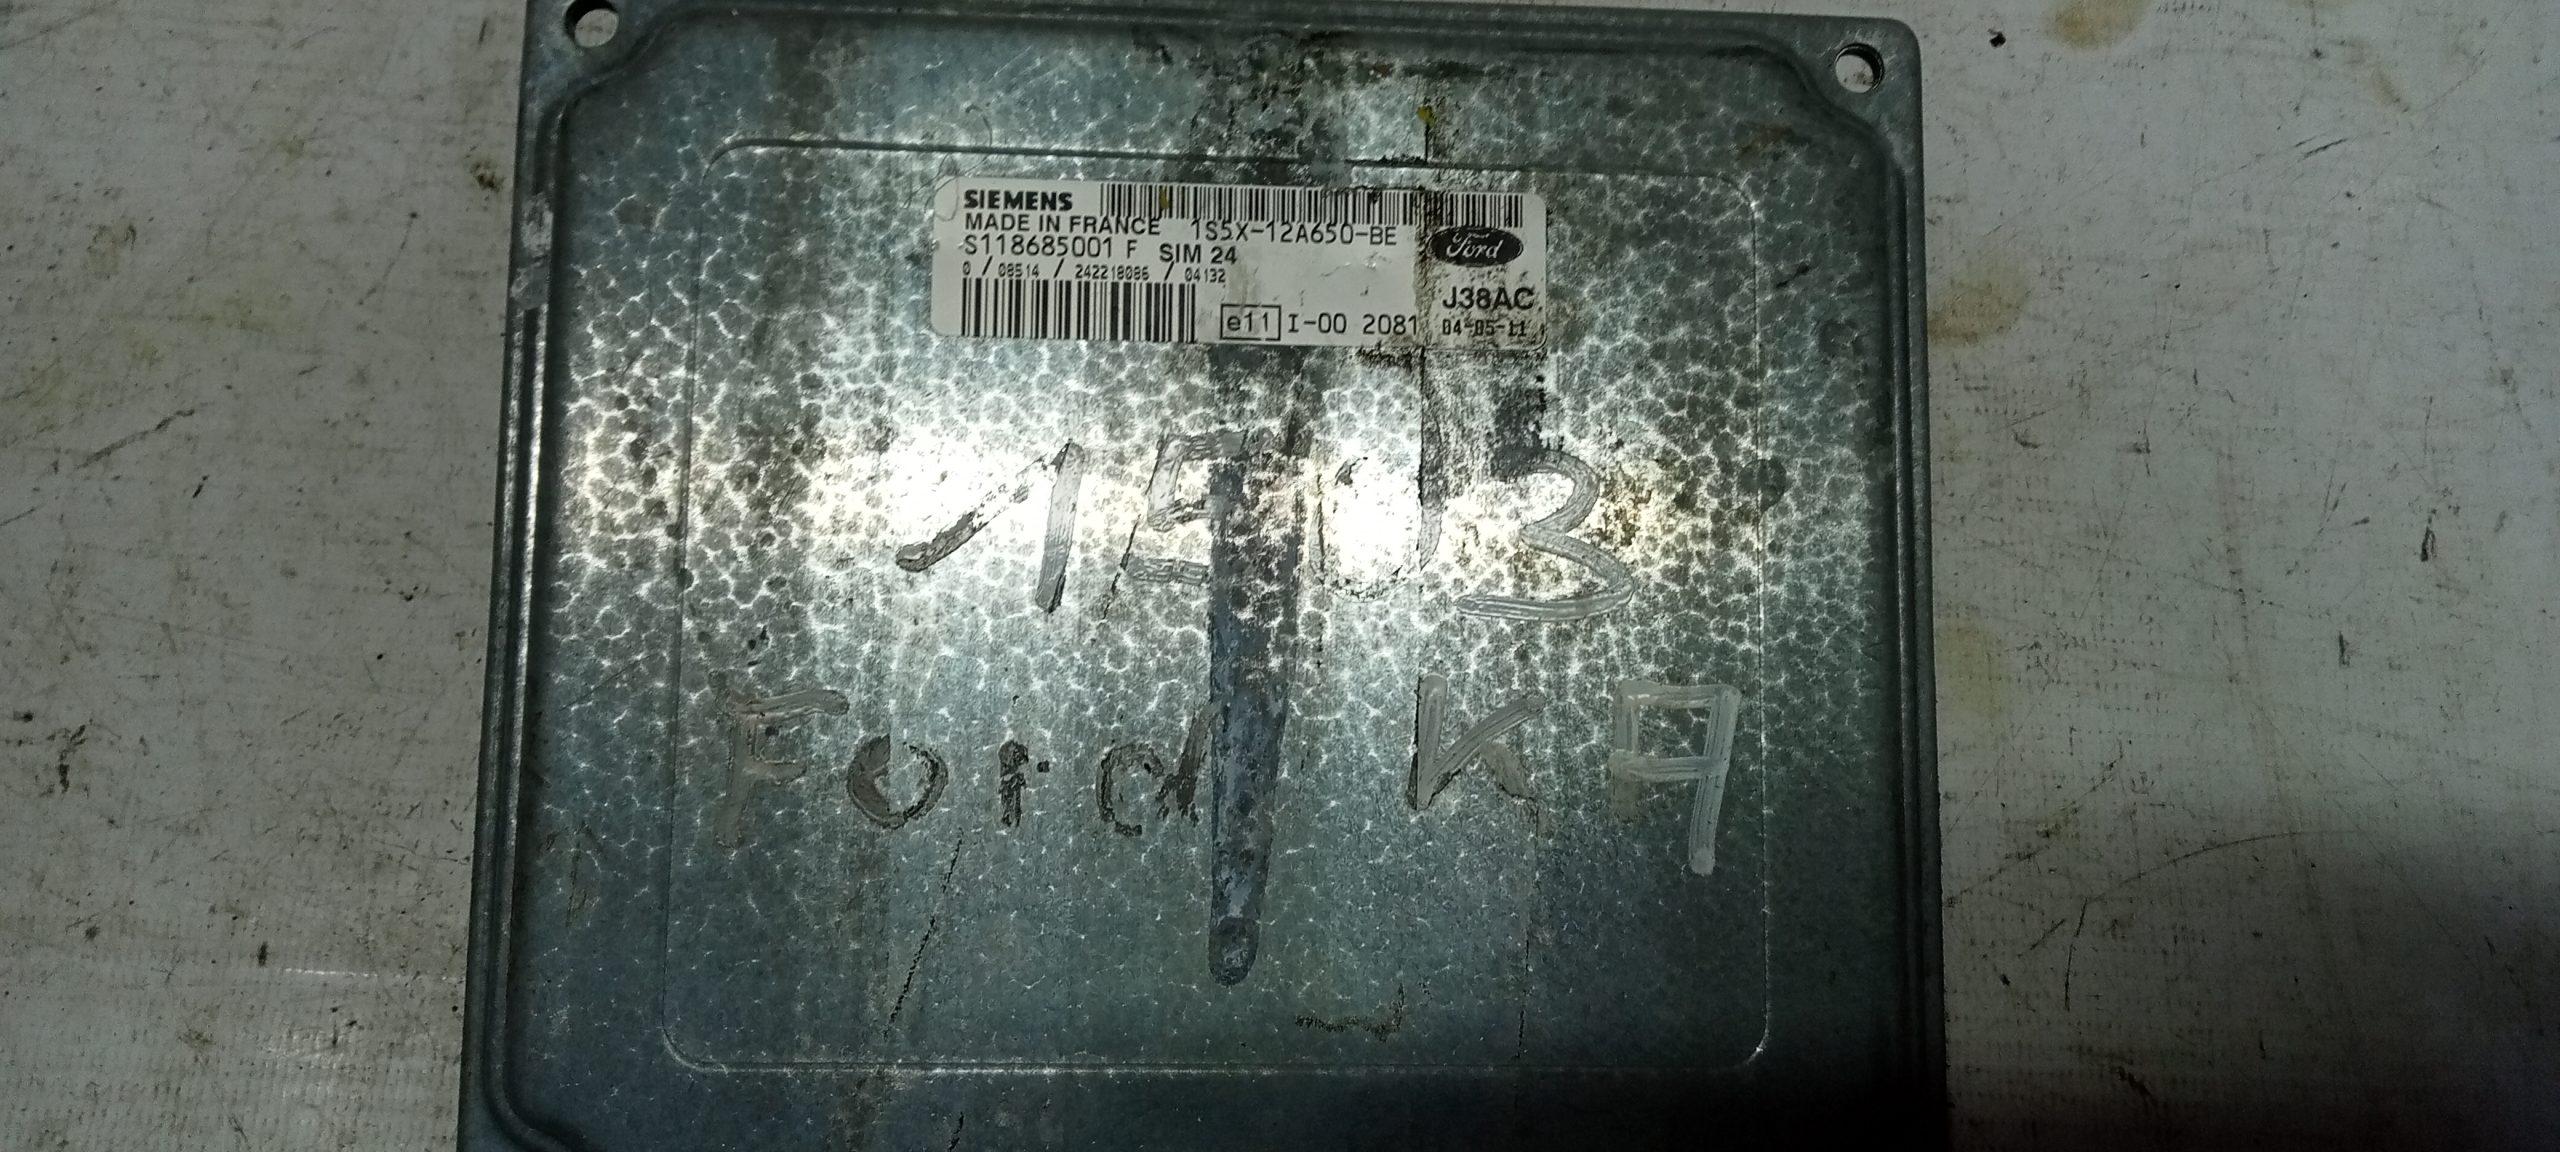 SIEMENS
MADE IN FRANCE 1S5X-12A650-BE
S118685001 F SIM 24
Ford
0 / 08514 / 242218086 / 04132
J38AC
e11 I-00 2081 04-05-11
Ford KA